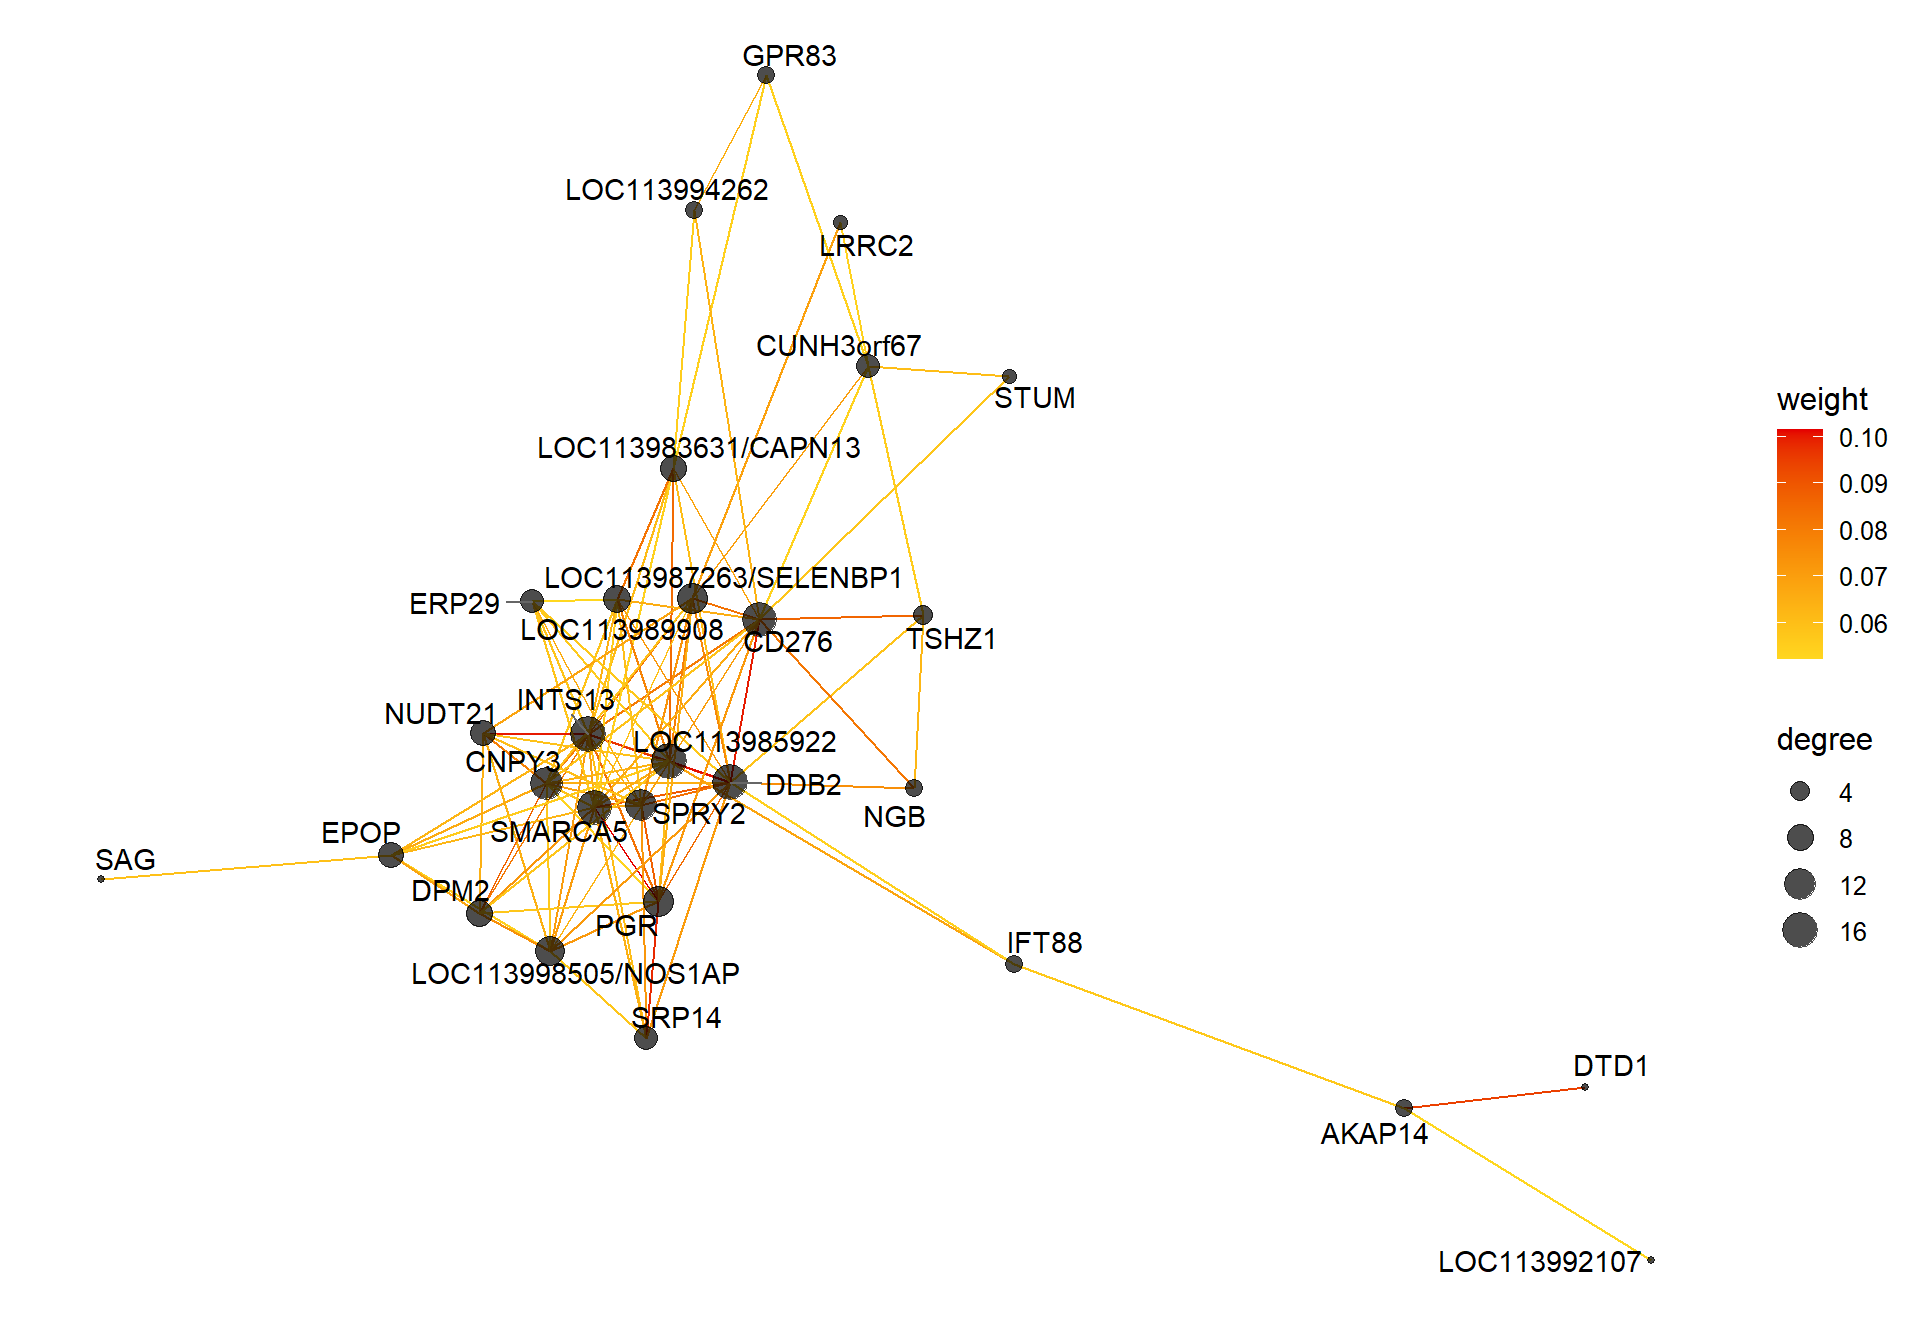 GPR83
LOC113994262
LRRC2
CUNH3orf67
STUM
LOC113983631/CAPN13
LOC113987263/SELENBP1
ERP29
LOC113989908
CD276
TSHZ1
INTS13
NUDT21
LOC113985922
CNPY3
DDB2
SPRY2
NGB
SMARCA5
EPOP
SAG
DPM2
PGR
LOC113998505/NOS1AP
IFT88
SRP14
DTD1
AKAP14
LOC113992107
weight
0.10
0.09
0.08
0.07
0.06
degree
4
8
12
16